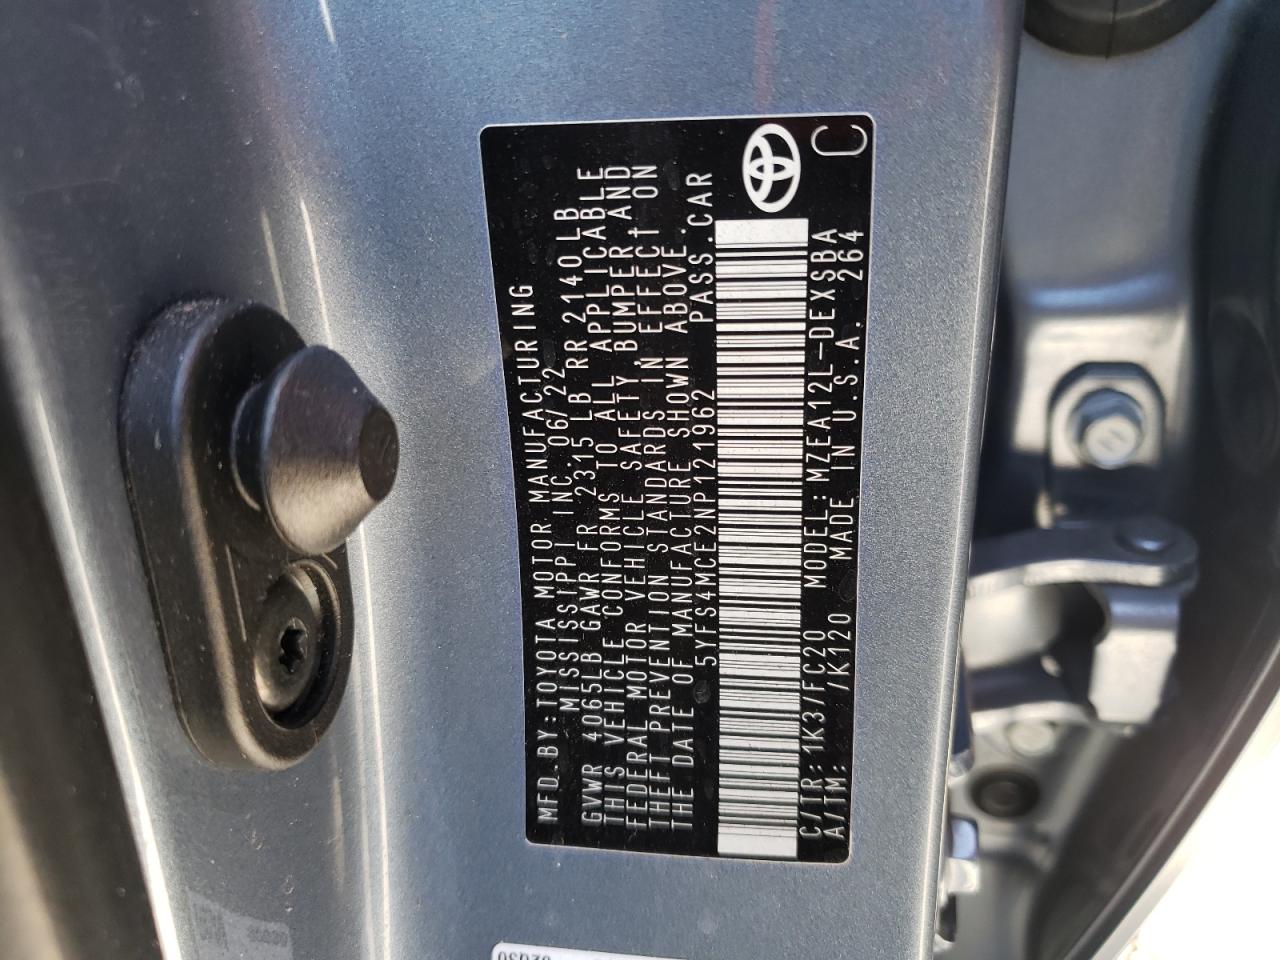 MFD.BY:TOYOTA MOTOR MANUFACTURING
MISSISSIPPI INC. 06/22
GVWR 4065LB GAWR FR 2315 LB RR 2140LB
THIS VEHICLE CONFORMS TO ALL APPLICABLE
FEDERAL MOTOR VEHICLE SAFETY,BUMPER AND
THEFT PREVENTION STANDARDS IN EFFECT ON
THE DATE OF MANUFACTURE SHOWN ABOVE.
5YFS4MCE2NP121962 PASS.CAR
C/TR:1K3/FC20 MODEL:MZEA12L-DEXSBA
A/TM: /K120 MADE IN U.S.A. 264
C